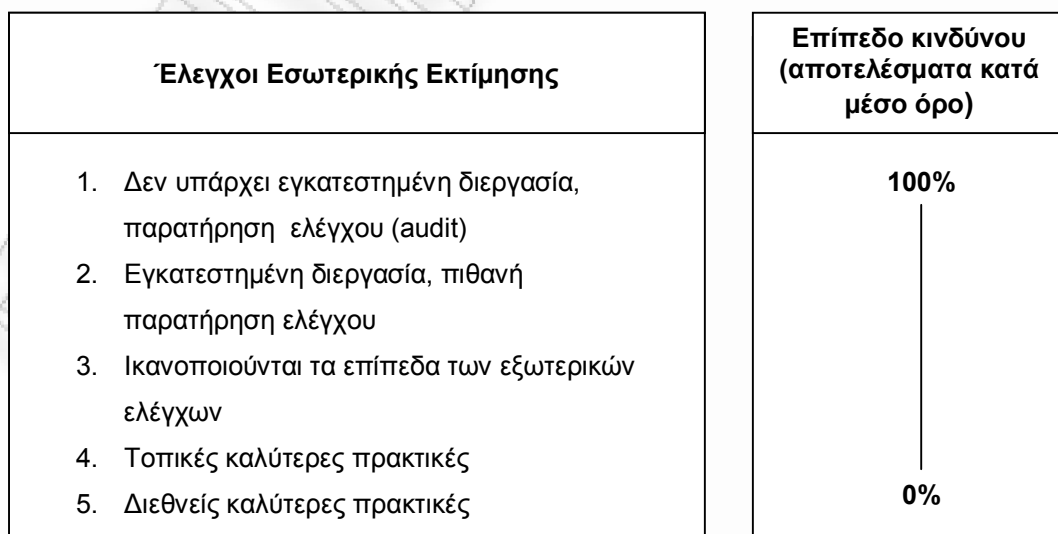 Έλεγχοι Εσωτερικής Εκτίμησης
1. Δεν υπάρχει εγκατεστημένη διεργασία,
παρατήρηση ελέγχου (audit)
2. Εγκατεστημένη διεργασία, πιθανή
παρατήρηση ελέγχου
3. Ικανοποιούνται τα επίπεδα των εξωτερικών
ελέγχων
4. Τοπικές καλύτερες πρακτικές
5. Διεθνείς καλύτερες πρακτικές
Επίπεδο κινδύνου
(αποτελέσματα κατά
μέσο όρο)
100%
0%